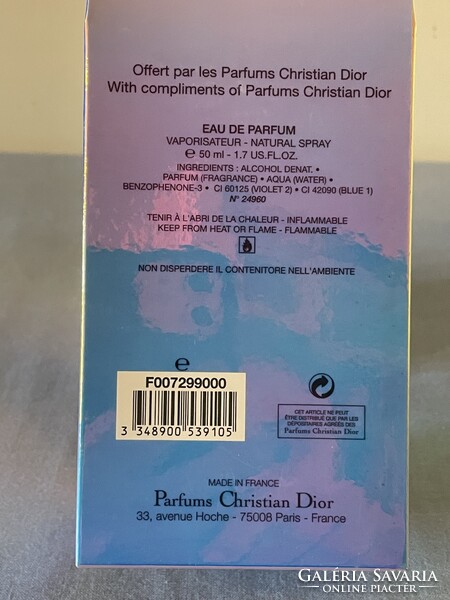 Offert par les Parfums Christian Dior
With compliments of Parfums Christian Dior
EAU DE PARFUM
VAPORISATEUR - NATURAL SPRAY
℮ 50 ml - 1.7 US.FL.OZ.
INGREDIENTS : ALCOHOL DENAT. •
PARFUM (FRAGRANCE) • AQUA (WATER) •
BENZOPHENONE-3 • CI 60125 (VIOLET 2) • CI 42090 (BLUE 1)
N° 24960
TENIR À L'ABRI DE LA CHALEUR - INFLAMMABLE
KEEP FROM HEAT OR FLAME - FLAMMABLE
NON DISPERDERE IL CONTENITORE NELL'AMBIENTE
℮
F007299000
3 348900 539105
CET ARTICLE NE PEUT
ÊTRE DISTRIBUÉ QUE PAR LES
DÉPOSITAIRES AGRÉÉS DES
Parfums Christian Dior
MADE IN FRANCE
Parfums Christian Dior
33, avenue Hoche - 75008 Paris - France
GALÉRIA SAVARIA
ONLINE PIACTÉR